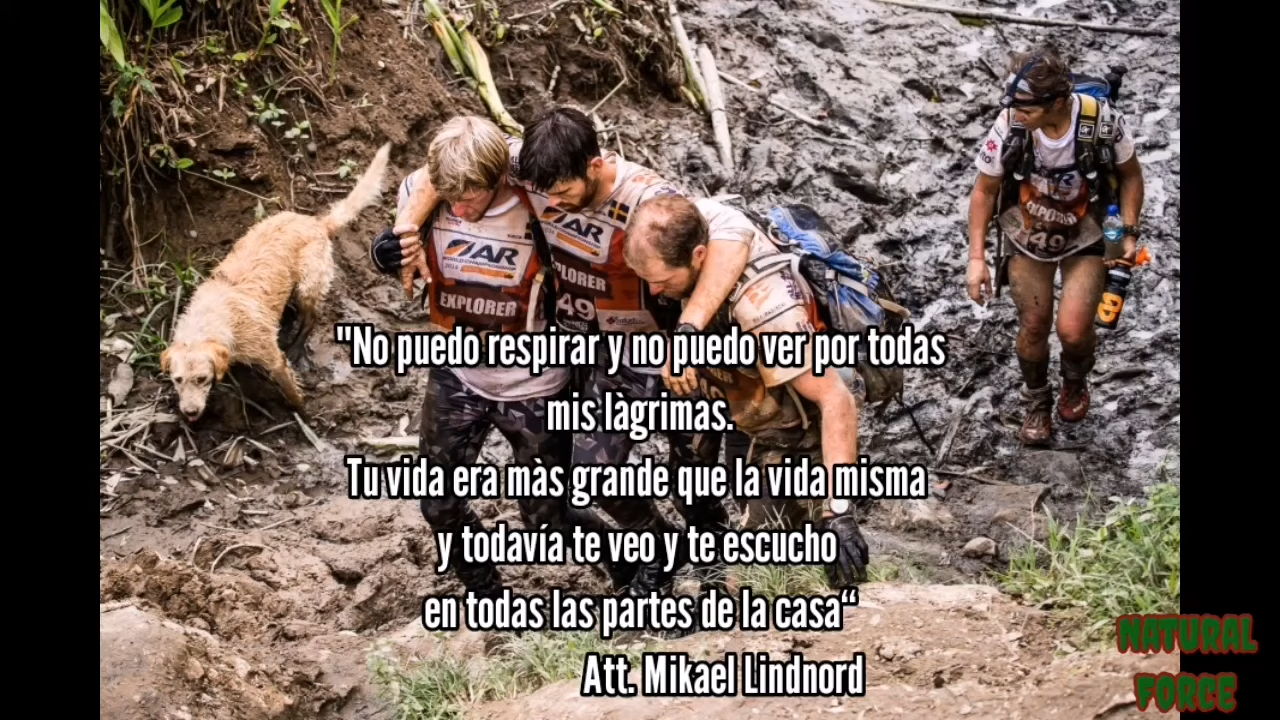 AR
EXPLORER
AR
EXPLORER
49
EXPLORER
49
"No puedo respirar y no puedo ver por todas
mis làgrimas.
Tu vida era màs grande que la vida misma
y todavía te veo y te escucho
en todas las partes de la casa“
Att. Mikael Lindnord
NATURAL
FORCE